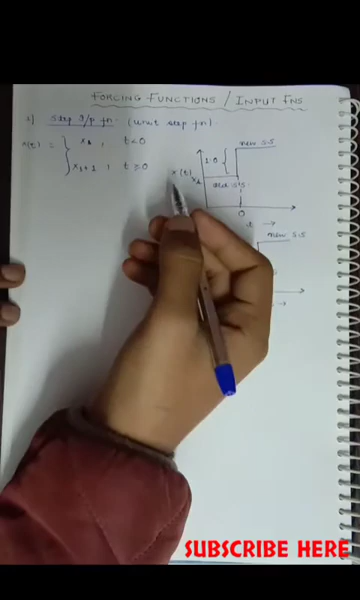 FORCING FUNCTIONS / INPUT FNS
1) Step I/p fn. (Unit step fn).
x(t) = { xs , t<0
xs+1 , t ≥0
new s.s
1.0 {
x(t)
xs
old s.s.
0
t →
new s.s
→
SUBSCRIBE HERE